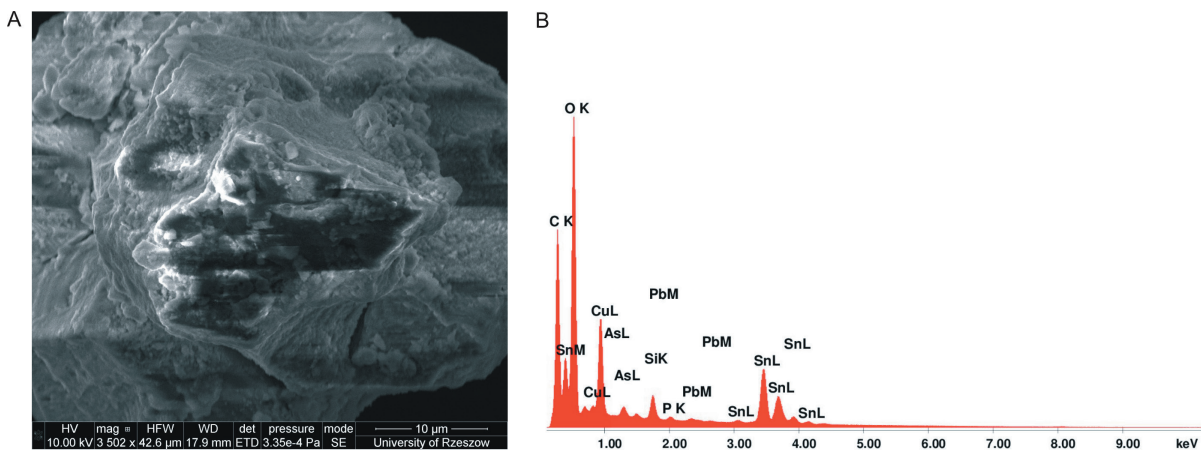 A
HV mag HFW WD det pressure mode 10 µm
10.00 kV 3 502 x 42.6 µm 17.9 mm ETD 3.35e-4 Pa SE University of Rzeszow
B
O K
C K
PbM
CuL
AsL
PbM
SnL
SnM
SiK
SnL
AsL
SnL
CuL
PbM
P K
SnL
SnL
1.00 2.00 3.00 4.00 5.00 6.00 7.00 8.00 9.00 keV